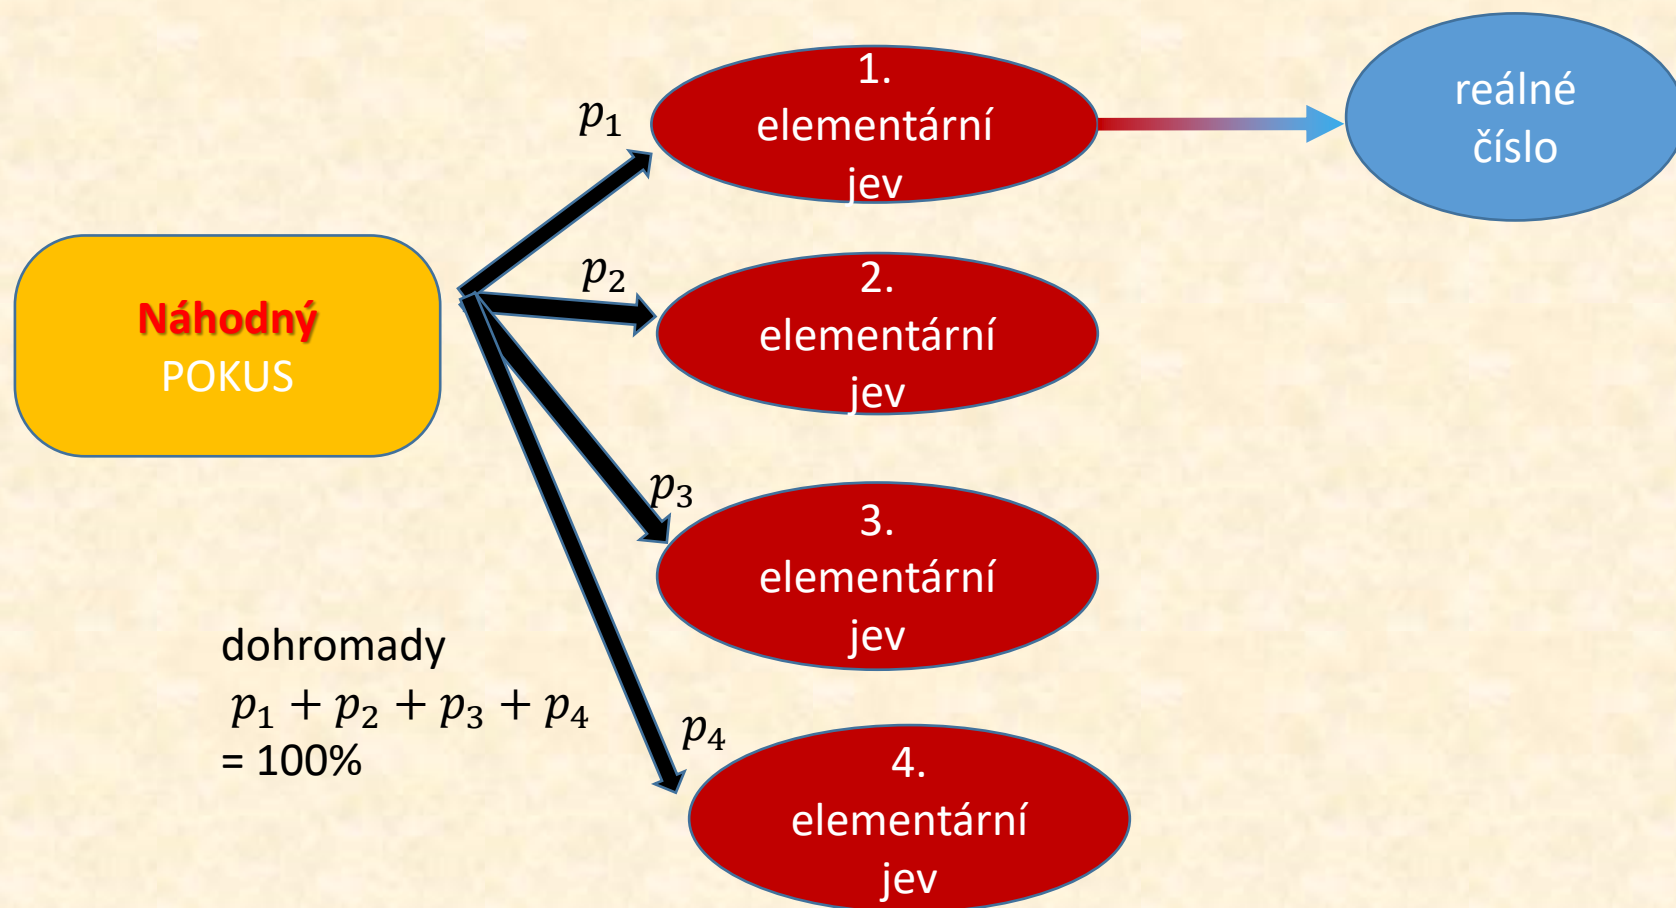 1.
elementární
jev
reálné
číslo
p₁
Náhodný
POKUS
p₂
2.
elementární
jev
p₃
3.
elementární
jev
dohromady
p₁ + p₂ + p₃ + p₄
= 100%
p₄
4.
elementární
jev